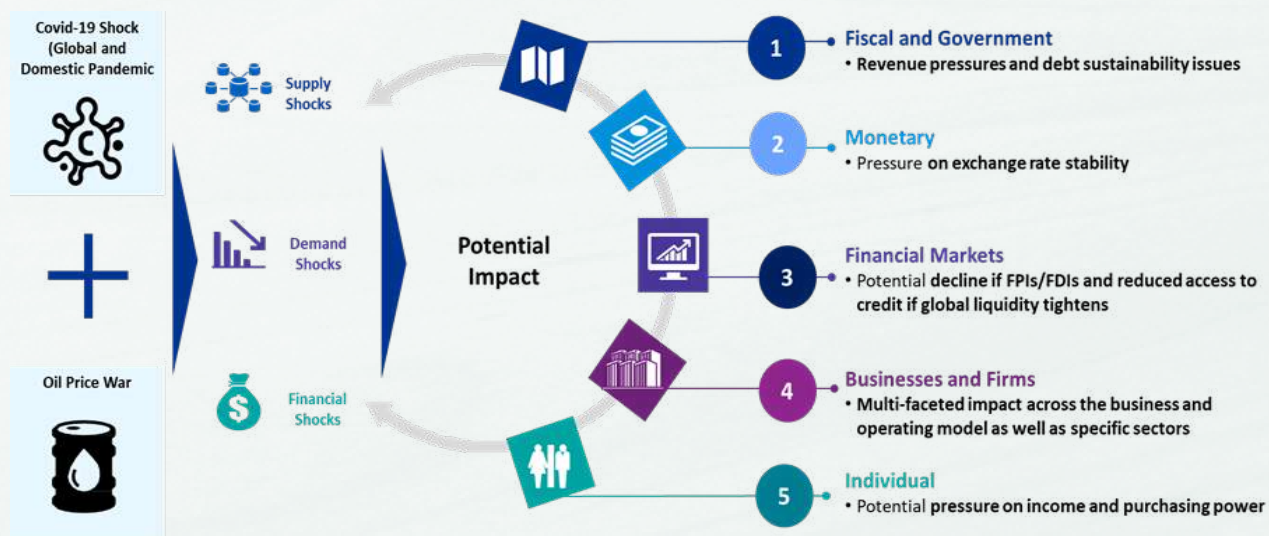 Covid-19 Shock
(Global and
Domestic Pandemic
Oil Price War
Supply
Shocks
Demand
Shocks
$
Financial
Shocks
Potential
Impact
1
Fiscal and Government
• Revenue pressures and debt sustainability issues
2
Monetary
• Pressure on exchange rate stability
3
Financial Markets
• Potential decline if FPIs/FDIs and reduced access to
credit if global liquidity tightens
4
Businesses and Firms
• Multi-faceted impact across the business and
operating model as well as specific sectors
5
Individual
• Potential pressure on income and purchasing power